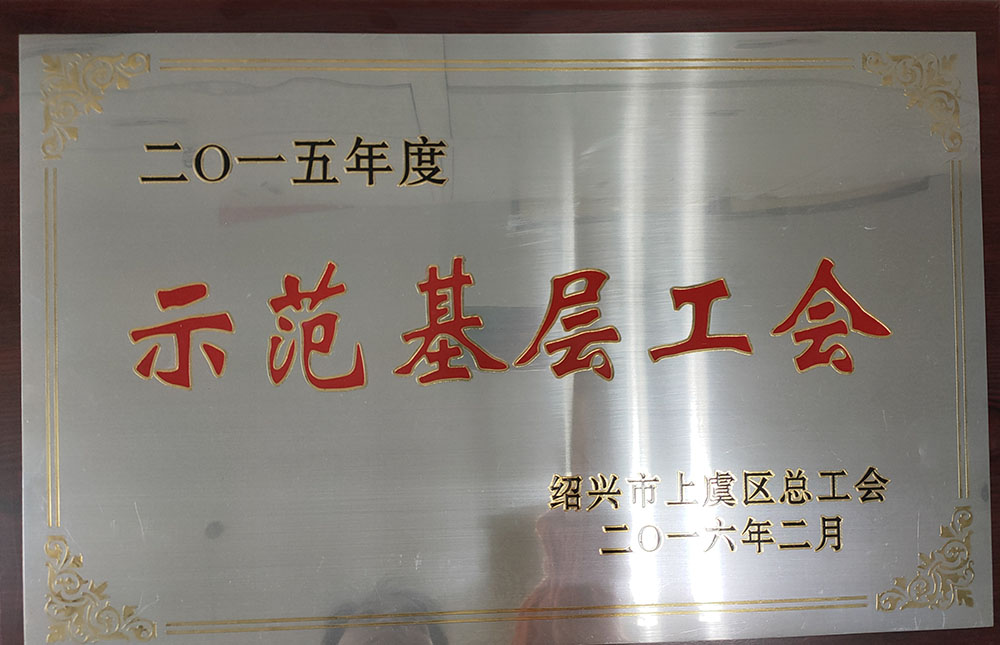 二〇一五年度
示范基层工会
绍兴市上虞区总工会
二〇一六年二月